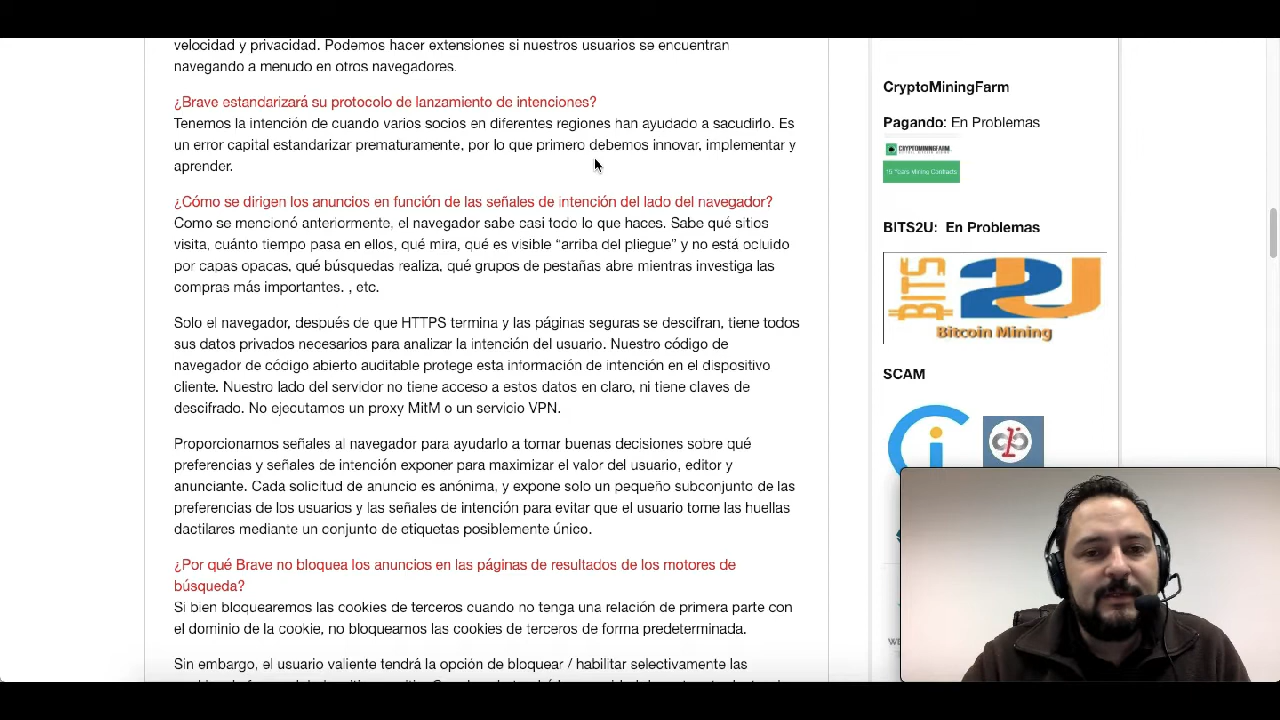 velocidad y privacidad. Podemos hacer extensiones si nuestros usuarios se encuentran
navegando a menudo en otros navegadores.
¿Brave estandarizará su protocolo de lanzamiento de intenciones?
Tenemos la intención de cuando varios socios en diferentes regiones han ayudado a sacudirlo. Es
un error capital estandarizar prematuramente, por lo que primero debemos innovar, implementar y
aprender.
¿Cómo se dirigen los anuncios en función de las señales de intención del lado del navegador?
Como se mencionó anteriormente, el navegador sabe casi todo lo que haces. Sabe qué sitios
visita, cuánto tiempo pasa en ellos, qué mira, qué es visible “arriba del pliegue” y no está ocluido
por capas opacas, qué búsquedas realiza, qué grupos de pestañas abre mientras investiga las
compras más importantes. , etc.
Solo el navegador, después de que HTTPS termina y las páginas seguras se descifran, tiene todos
sus datos privados necesarios para analizar la intención del usuario. Nuestro código de
navegador de código abierto auditable protege esta información de intención en el dispositivo
cliente. Nuestro lado del servidor no tiene acceso a estos datos en claro, ni tiene claves de
descifrado. No ejecutamos un proxy MitM o un servicio VPN.
Proporcionamos señales al navegador para ayudarlo a tomar buenas decisiones sobre qué
preferencias y señales de intención exponer para maximizar el valor del usuario, editor y
anunciante. Cada solicitud de anuncio es anónima, y expone solo un pequeño subconjunto de las
preferencias de los usuarios y las señales de intención para evitar que el usuario tome las huellas
dactilares mediante un conjunto de etiquetas posiblemente único.
¿Por qué Brave no bloquea los anuncios en las páginas de resultados de los motores de
búsqueda?
Si bien bloquearemos las cookies de terceros cuando no tenga una relación de primera parte con
el dominio de la cookie, no bloqueamos las cookies de terceros de forma predeterminada.
Sin embargo, el usuario valiente tendrá la opción de bloquear / habilitar selectivamente las
CryptoMiningFarm
Pagando: En Problemas
CRYPTOMININGFARM
15 Years Mining Contracts
BITS2U: En Problemas
BITS 2U
Bitcoin Mining
SCAM